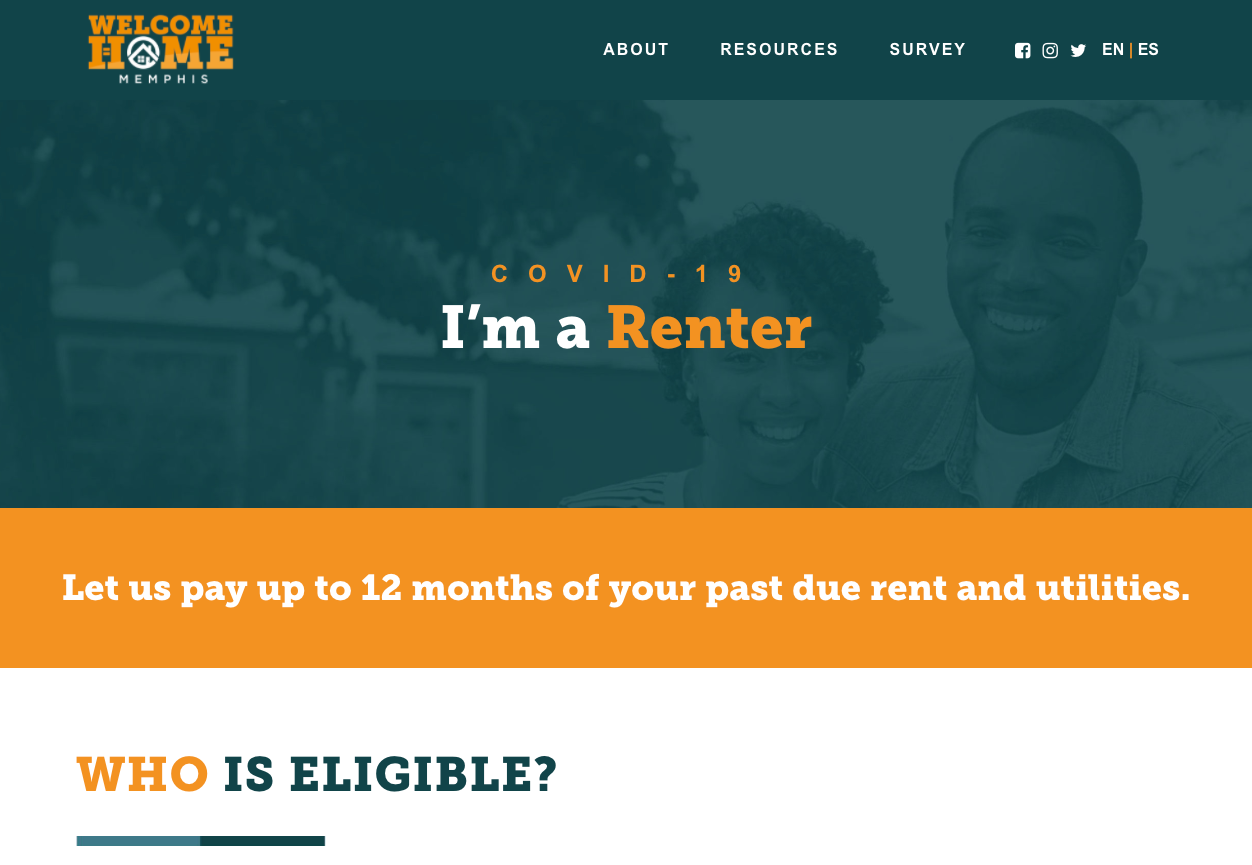 WELCOME
HOME
MEMPHIS
ABOUT
RESOURCES
SURVEY
EN | ES
COVID-19
I'm a Renter
Let us pay up to 12 months of your past due rent and utilities.
WHO IS ELIGIBLE?